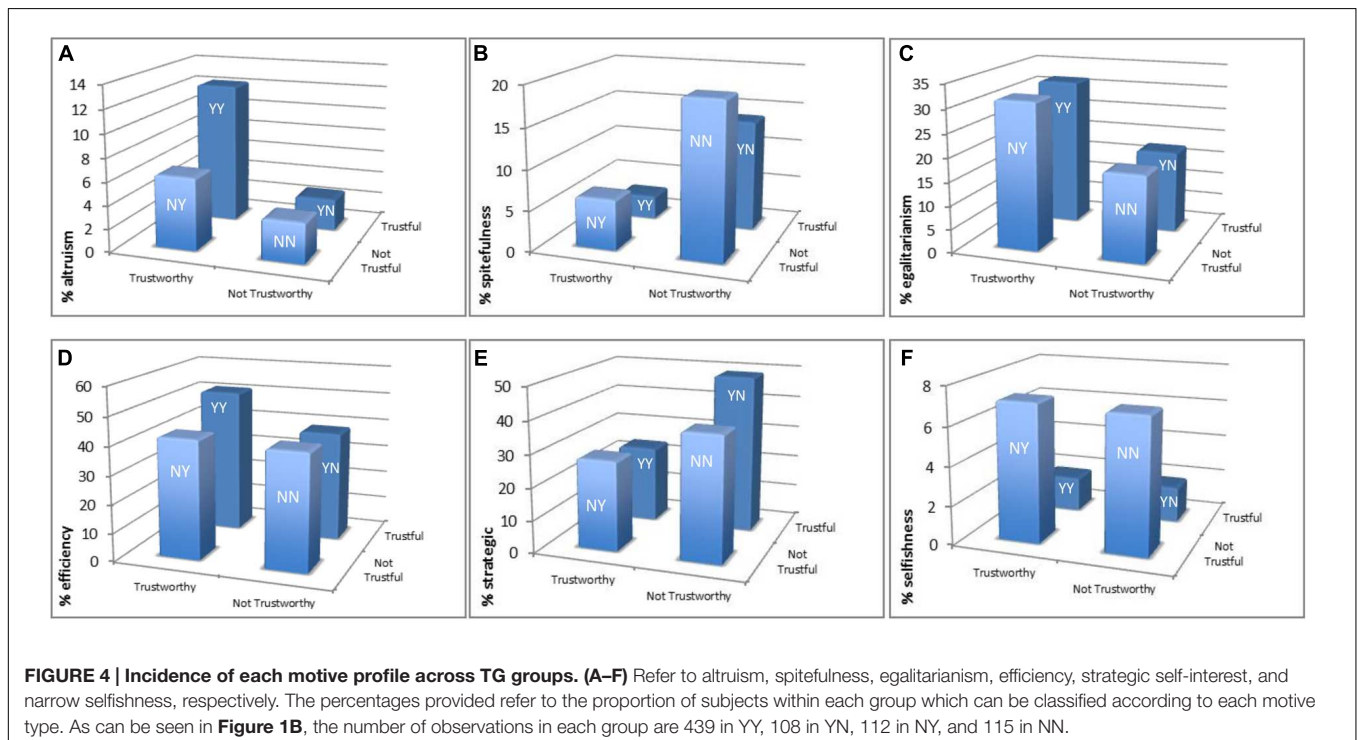 A
14
12
10
8
6
4
2
0
% altruism
YY
NY
YN
NN
Trustworthy
Not Trustworthy
Trustful
Not
Trustful
B
20
15
10
5
0
% spitefulness
NN
YN
NY
YY
Trustworthy
Not Trustworthy
Trustful
Not
Trustful
C
35
30
25
20
15
10
5
0
% egalitarianism
YY
NY
YN
NN
Trustworthy
Not Trustworthy
Trustful
Not
Trustful
D
60
50
40
30
20
10
0
% efficiency
YY
NY
YN
NN
Trustworthy
Not Trustworthy
Trustful
Not
Trustful
E
50
40
30
20
10
0
% strategic
YN
YY
NN
NY
Trustworthy
Not Trustworthy
Trustful
Not
Trustful
F
8
6
4
2
0
% selfishness
NY
NN
YY
YN
Trustworthy
Not Trustworthy
Trustful
Not
Trustful
FIGURE 4 | Incidence of each motive profile across TG groups. (A–F) Refer to altruism, spitefulness, egalitarianism, efficiency, strategic self-interest, and
narrow selfishness, respectively. The percentages provided refer to the proportion of subjects within each group which can be classified according to each motive
type. As can be seen in Figure 1B, the number of observations in each group are 439 in YY, 108 in YN, 112 in NY, and 115 in NN.